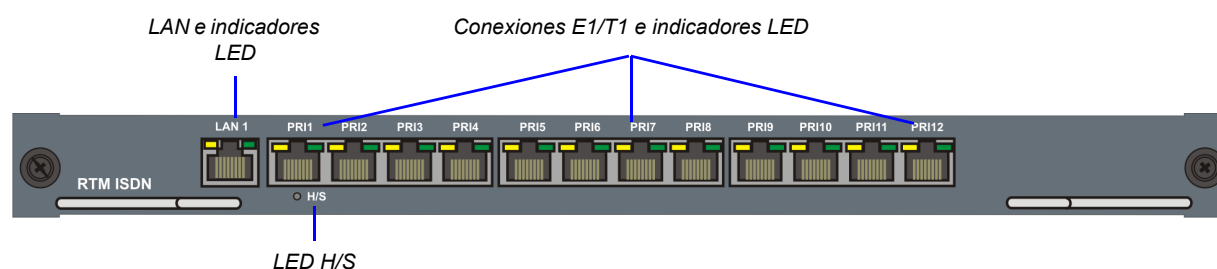 LAN e indicadores
LED
Conexiones E1/T1 e indicadores LED
LAN 1 PRI1 PRI2 PRI3 PRI4 PRI5 PRI6 PRI7 PRI8 PRI9 PRI10 PRI11 PRI12
RTM ISDN
H/S
LED H/S